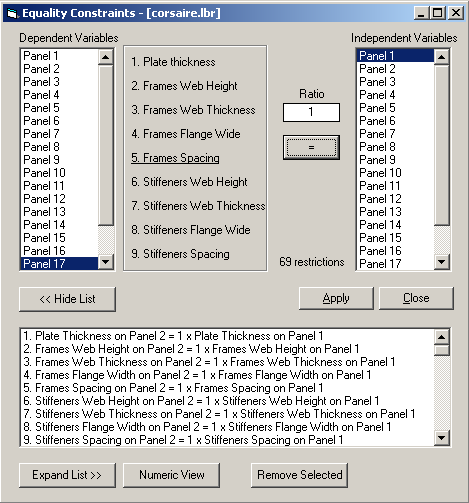 Equality Constraints - [corsaire.lbr]
Dependent Variables
Independent Variables
Panel 1
Panel 2
Panel 3
Panel 4
Panel 5
Panel 6
Panel 7
Panel 8
Panel 9
Panel 10
Panel 11
Panel 12
Panel 13
Panel 14
Panel 15
Panel 16
Panel 17
1. Plate thickness
2. Frames Web Height
3. Frames Web Thickness
4. Frames Flange Wide
5. Frames Spacing
6. Stiffeners Web Height
7. Stiffeners Web Thickness
8. Stiffeners Flange Wide
9. Stiffeners Spacing
Ratio
1
=
69 restrictions
Panel 1
Panel 2
Panel 3
Panel 4
Panel 5
Panel 6
Panel 7
Panel 8
Panel 9
Panel 10
Panel 11
Panel 12
Panel 13
Panel 14
Panel 15
Panel 16
Panel 17
<< Hide List
Apply
Close
1. Plate Thickness on Panel 2 = 1 x Plate Thickness on Panel 1
2. Frames Web Height on Panel 2 = 1 x Frames Web Height on Panel 1
3. Frames Web Thickness on Panel 2 = 1 x Frames Web Thickness on Panel 1
4. Frames Flange Width on Panel 2 = 1 x Frames Flange Width on Panel 1
5. Frames Spacing on Panel 2 = 1 x Frames Spacing on Panel 1
6. Stiffeners Web Height on Panel 2 = 1 x Stiffeners Web Height on Panel 1
7. Stiffeners Web Thickness on Panel 2 = 1 x Stiffeners Web Thickness on Panel 1
8. Stiffeners Flange Width on Panel 2 = 1 x Stiffeners Flange Width on Panel 1
9. Stiffeners Spacing on Panel 2 = 1 x Stiffeners Spacing on Panel 1
Expand List >>
Numeric View
Remove Selected